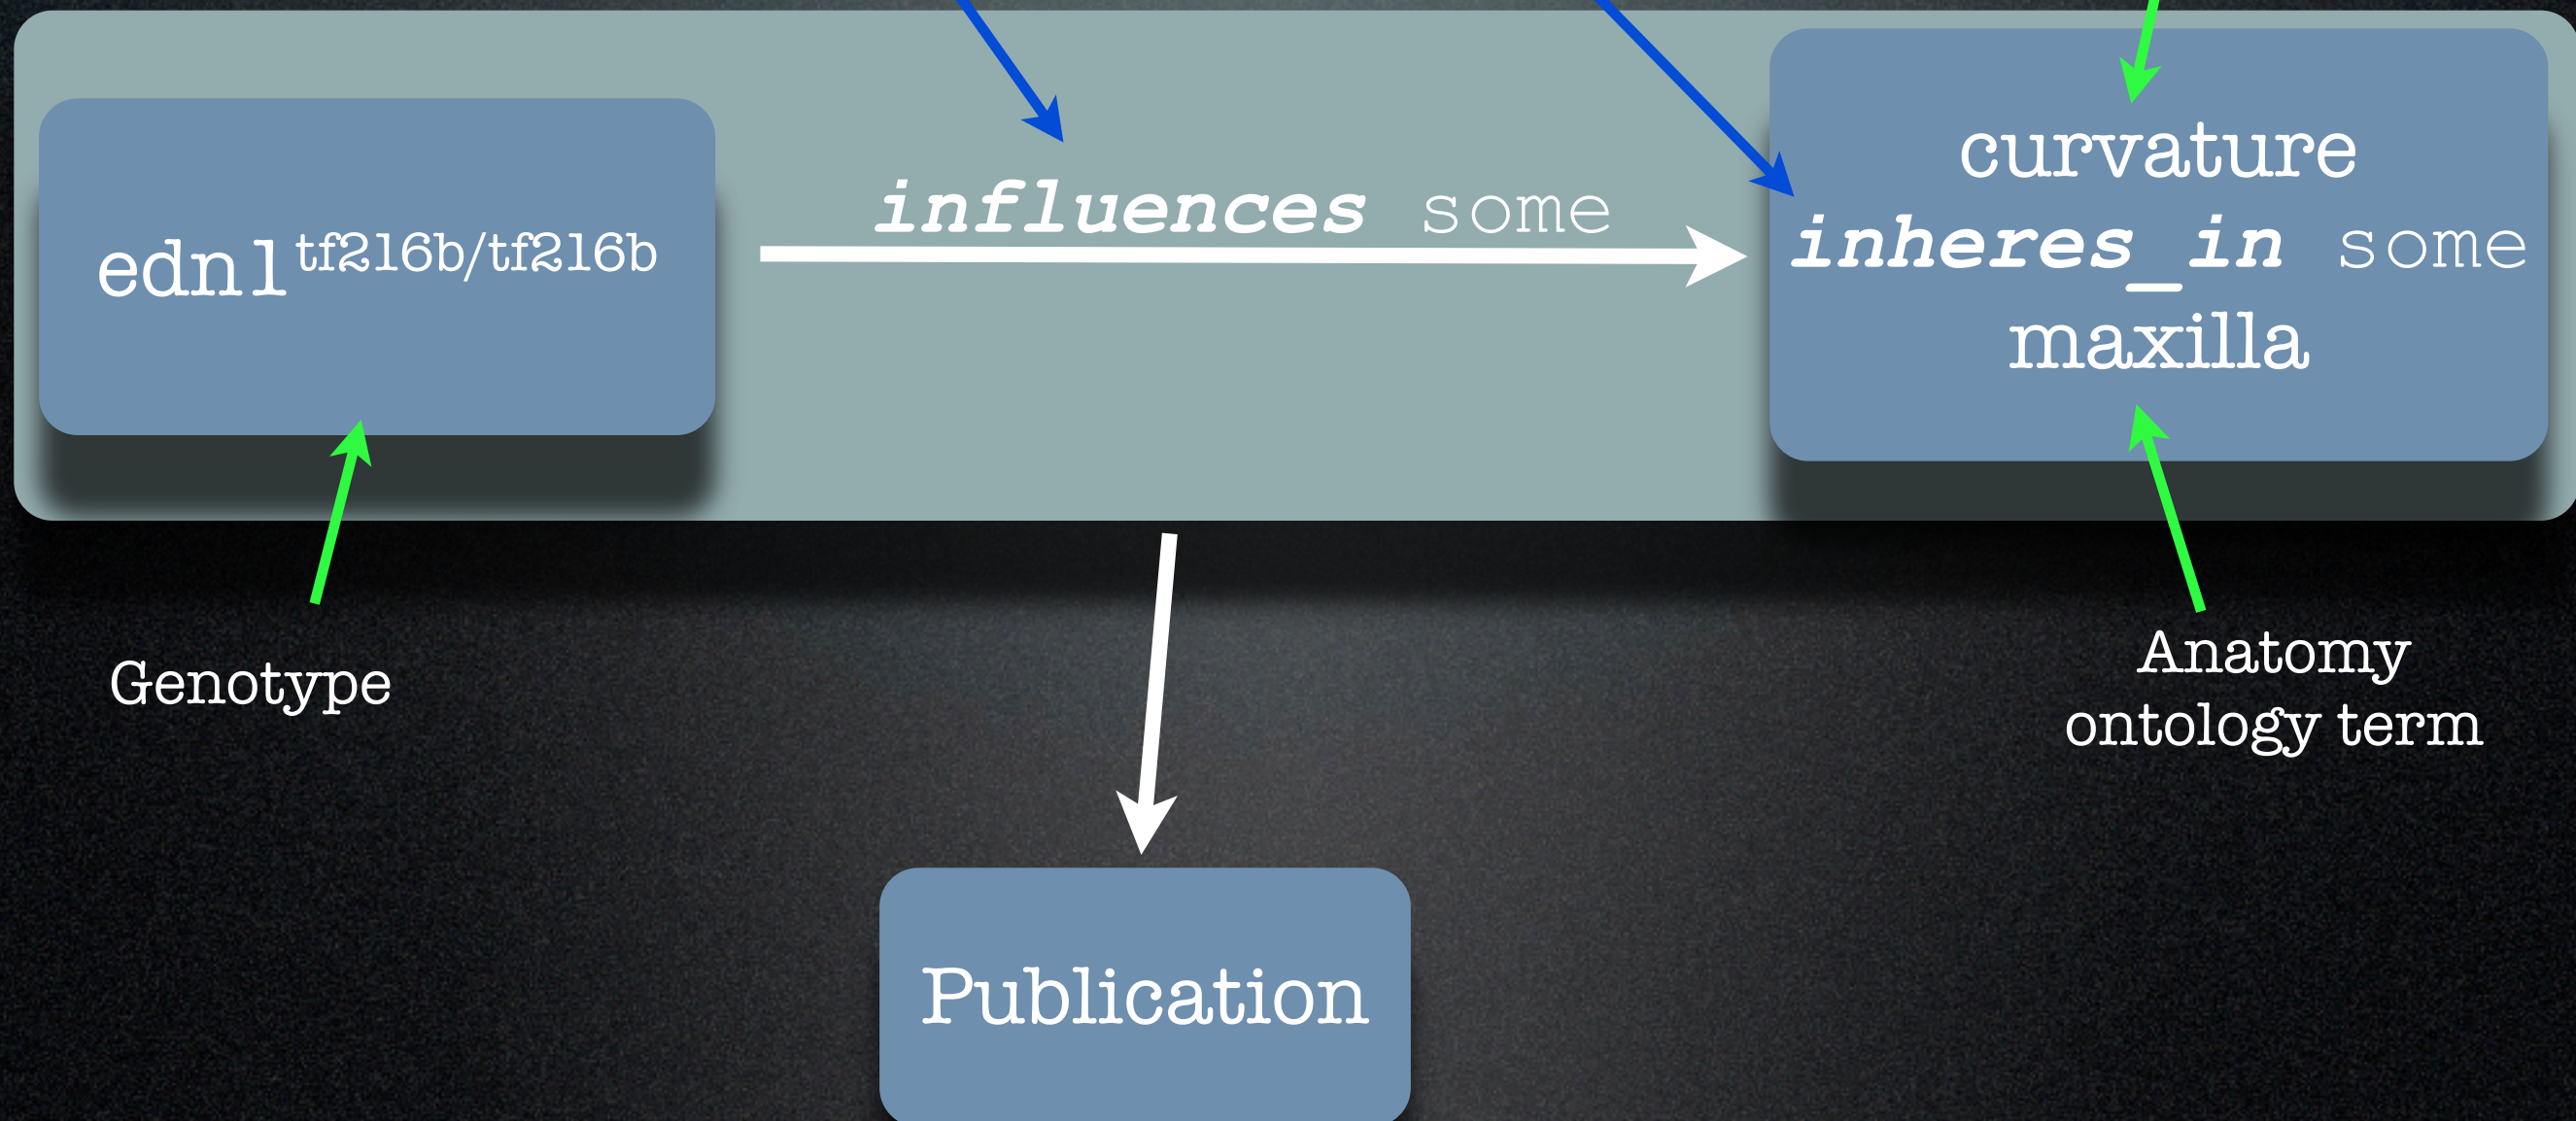 curvature
influences some
inheres_in some
edn1tf216b/tf216b
maxilla
Genotype
Anatomy
ontology term
Publication